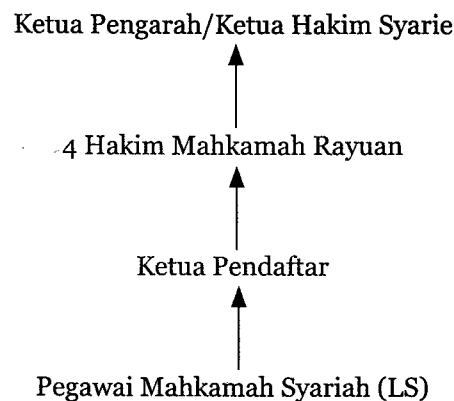 Ketua Pengarah/Ketua Hakim Syarie
4 Hakim Mahkamah Rayuan
Ketua Pendaftar
Pegawai Mahkamah Syariah (LS)